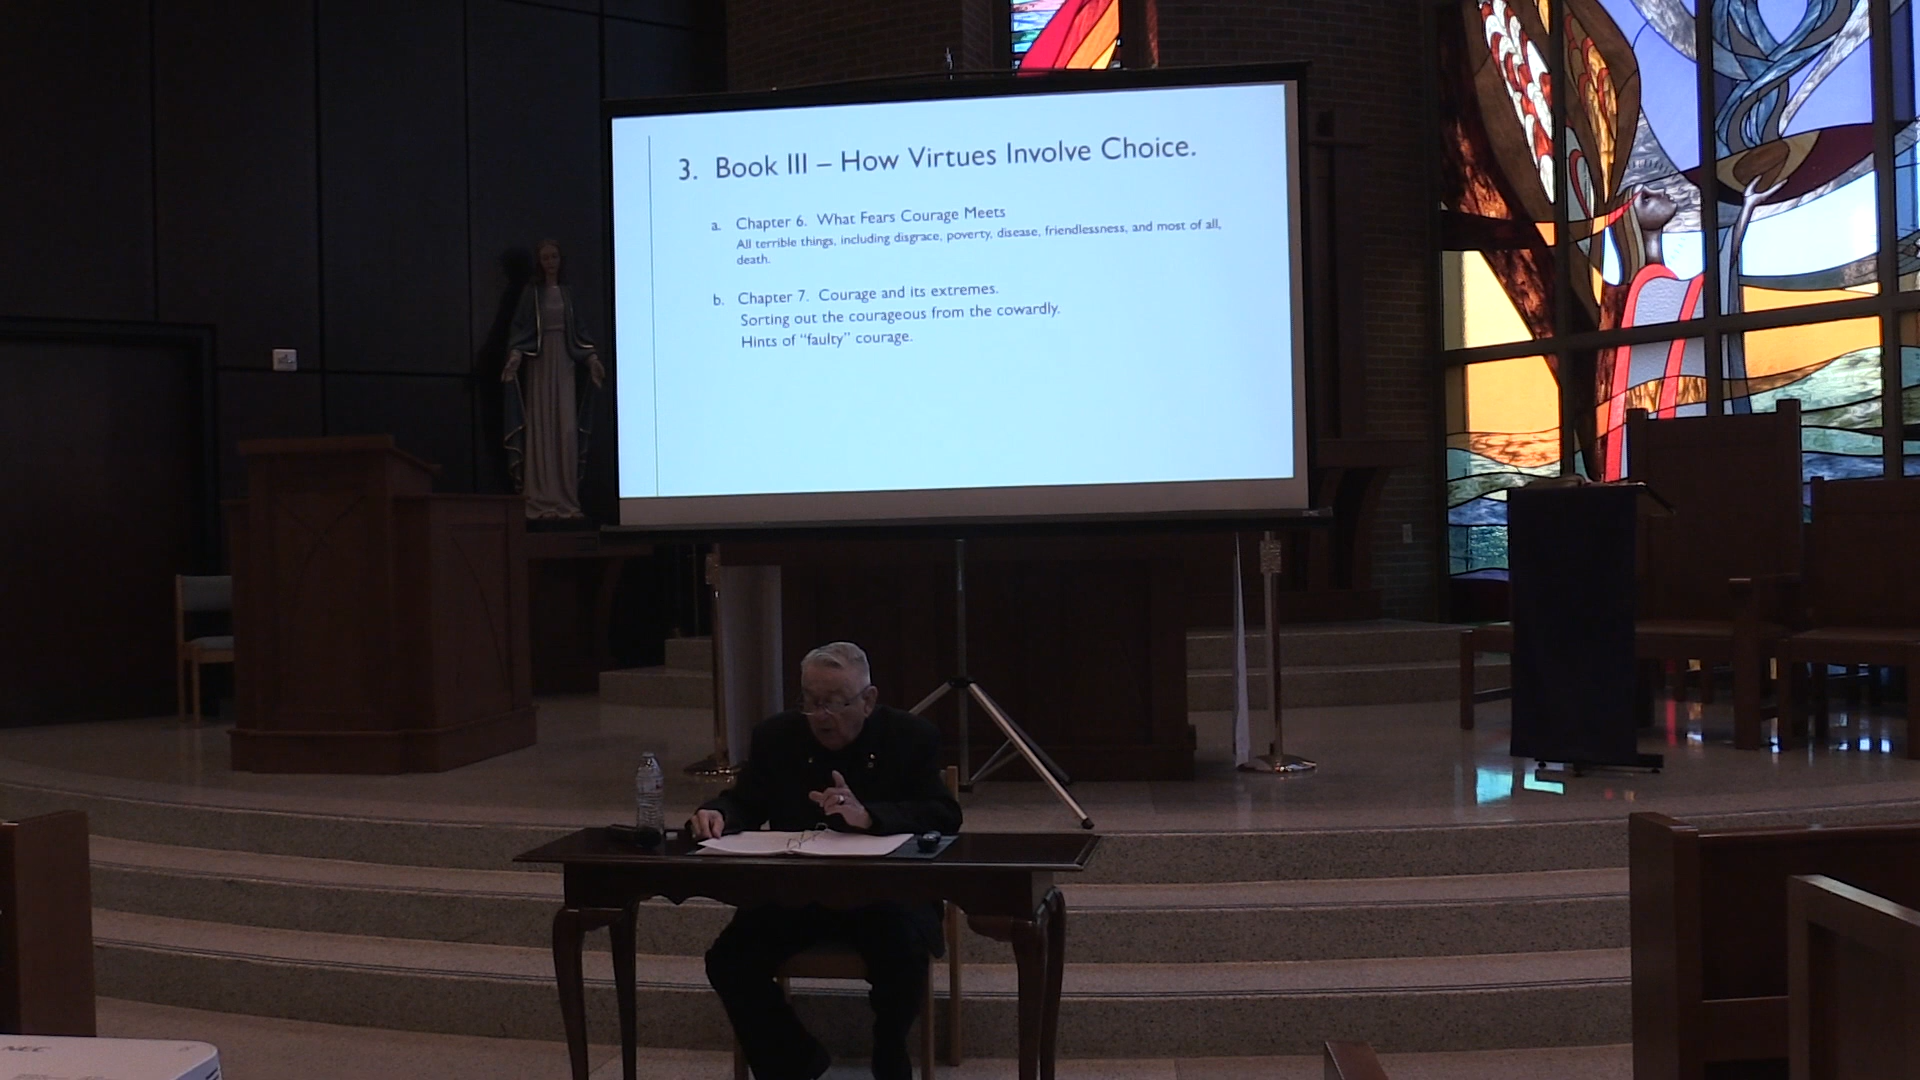 3. Book III – How Virtues Involve Choice.
a. Chapter 6. What Fears Courage Meets
All terrible things, including disgrace, poverty, disease, friendlessness, and most of all,
death.
b. Chapter 7. Courage and its extremes.
Sorting out the courageous from the cowardly.
Hints of “faulty” courage.
NEC